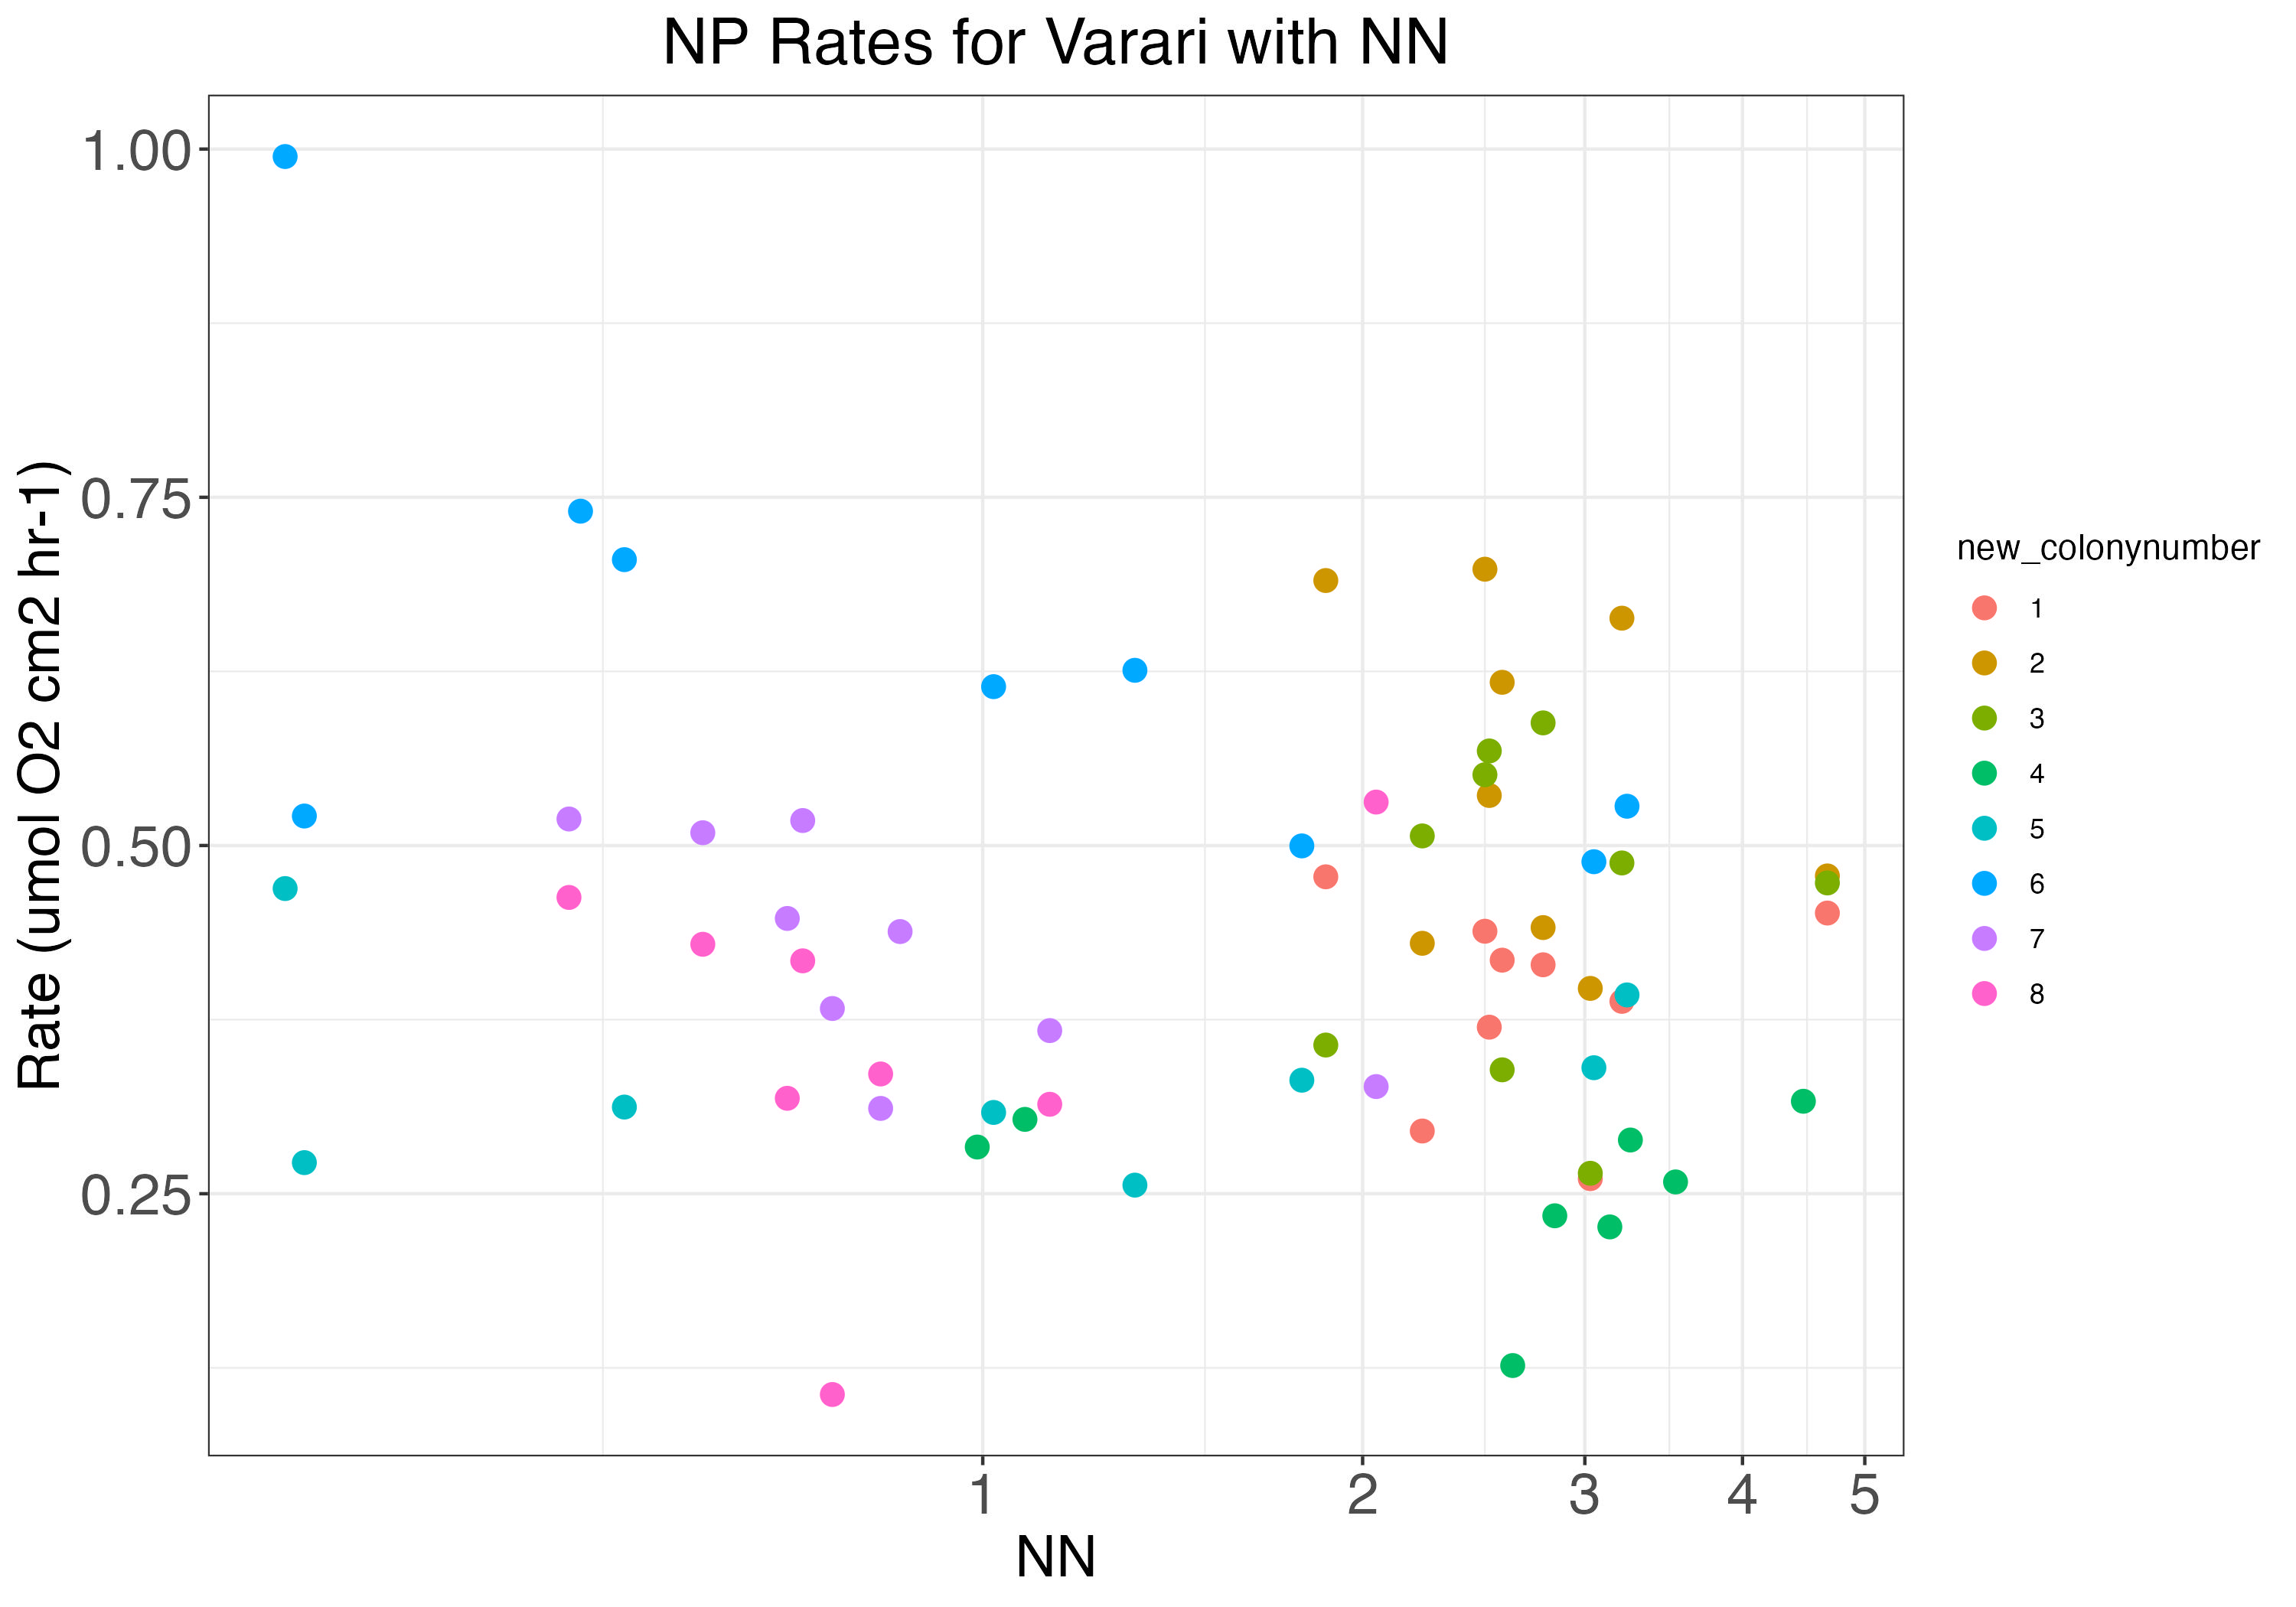 NP Rates for Varari with NN
Rate (umol O2 cm2 hr-1)
1.00
0.75
0.50
0.25
1 2 3 4 5
NN
new_colonynumber
1
2
3
4
5
6
7
8